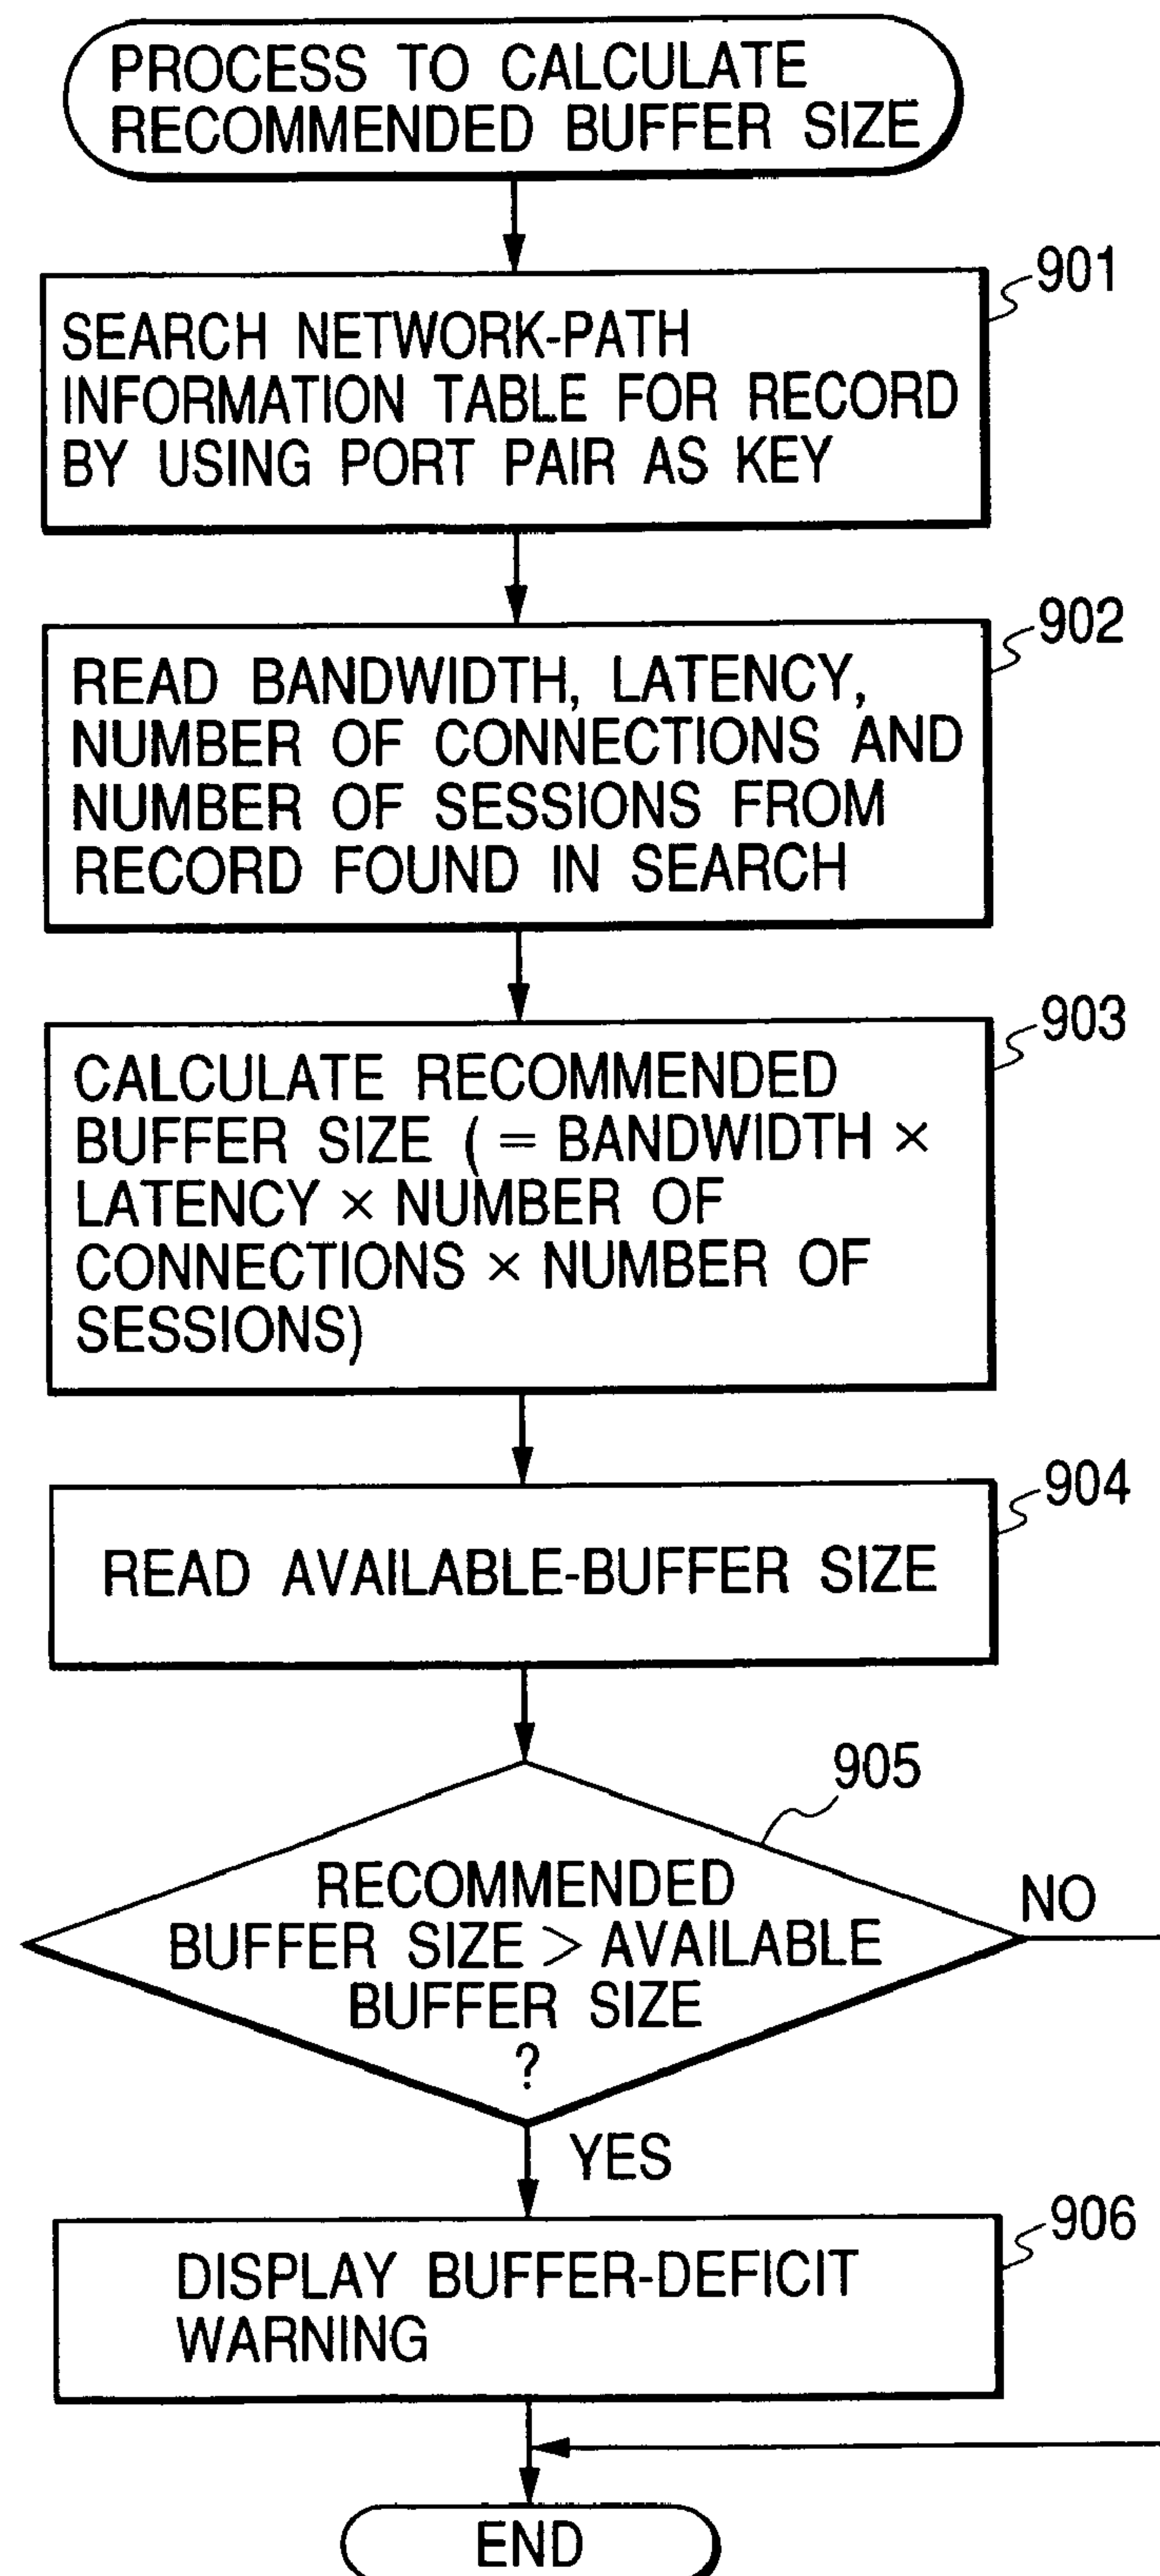 PROCESS TO CALCULATE
RECOMMENDED BUFFER SIZE
901
SEARCH NETWORK-PATH
INFORMATION TABLE FOR RECORD
BY USING PORT PAIR AS KEY
902
READ BANDWIDTH, LATENCY,
NUMBER OF CONNECTIONS AND
NUMBER OF SESSIONS FROM
RECORD FOUND IN SEARCH
903
CALCULATE RECOMMENDED
BUFFER SIZE (= BANDWIDTH ×
LATENCY × NUMBER OF
CONNECTIONS × NUMBER OF
SESSIONS)
904
READ AVAILABLE-BUFFER SIZE
905
RECOMMENDED
BUFFER SIZE > AVAILABLE
BUFFER SIZE
?
NO
YES
906
DISPLAY BUFFER-DEFICIT
WARNING
END